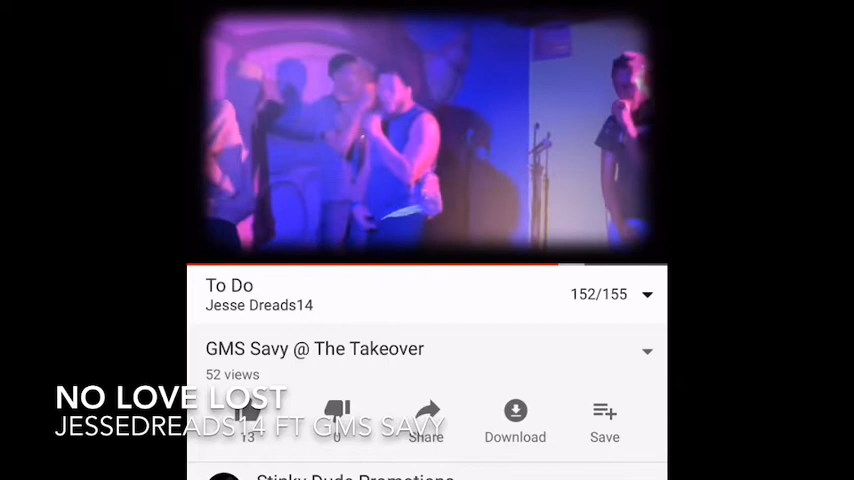 To Do
Jesse Dreads14
152/155
GMS Savy @ The Takeover
52 views
NO LOVE LOST
JESSEDREADS14 FT GMS SAVY
13
0
Share
Download
Save
Stinky Dude Promotions